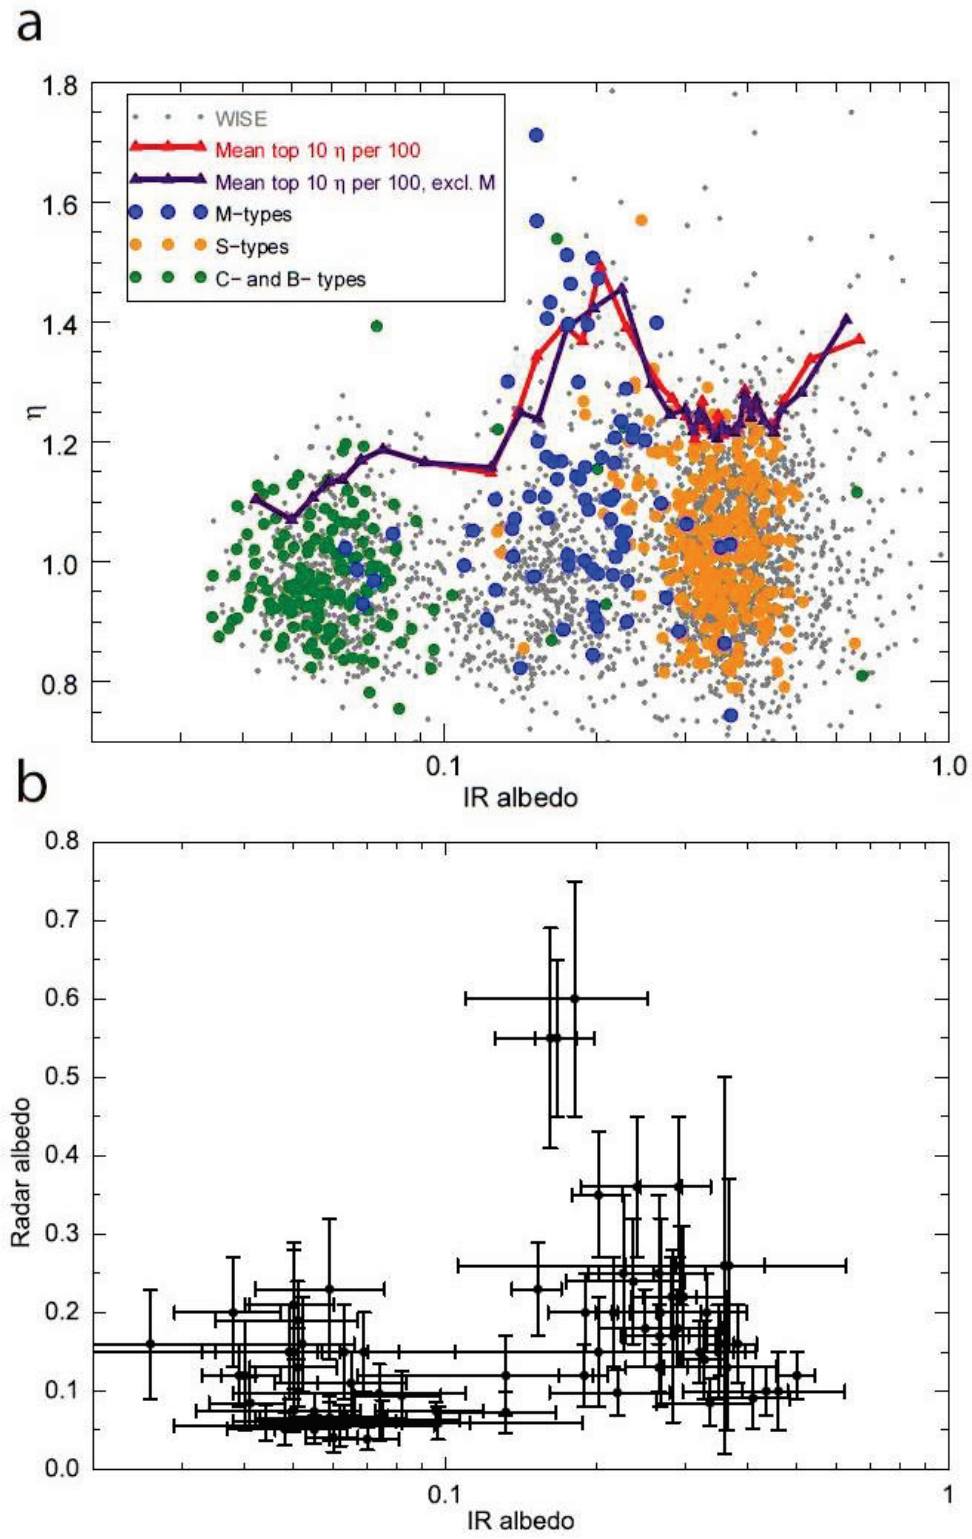 a
1.8
WISE
Mean top 10 η per 100
Mean top 10 η per 100, excl. M
1.6
M−types
S−types
C− and B− types
1.4
η
1.2
1.0
0.8
0.1 1.0
IR albedo
b
0.8
0.7
0.6
0.5
Radar albedo
0.4
0.3
0.2
0.1
0.0
0.1 1
IR albedo